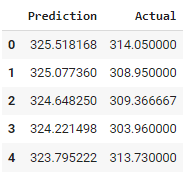 Prediction Actual
0 325.518168 314.050000
1 325.077360 308.950000
2 324.648250 309.366667
3 324.221498 303.960000
4 323.795222 313.730000